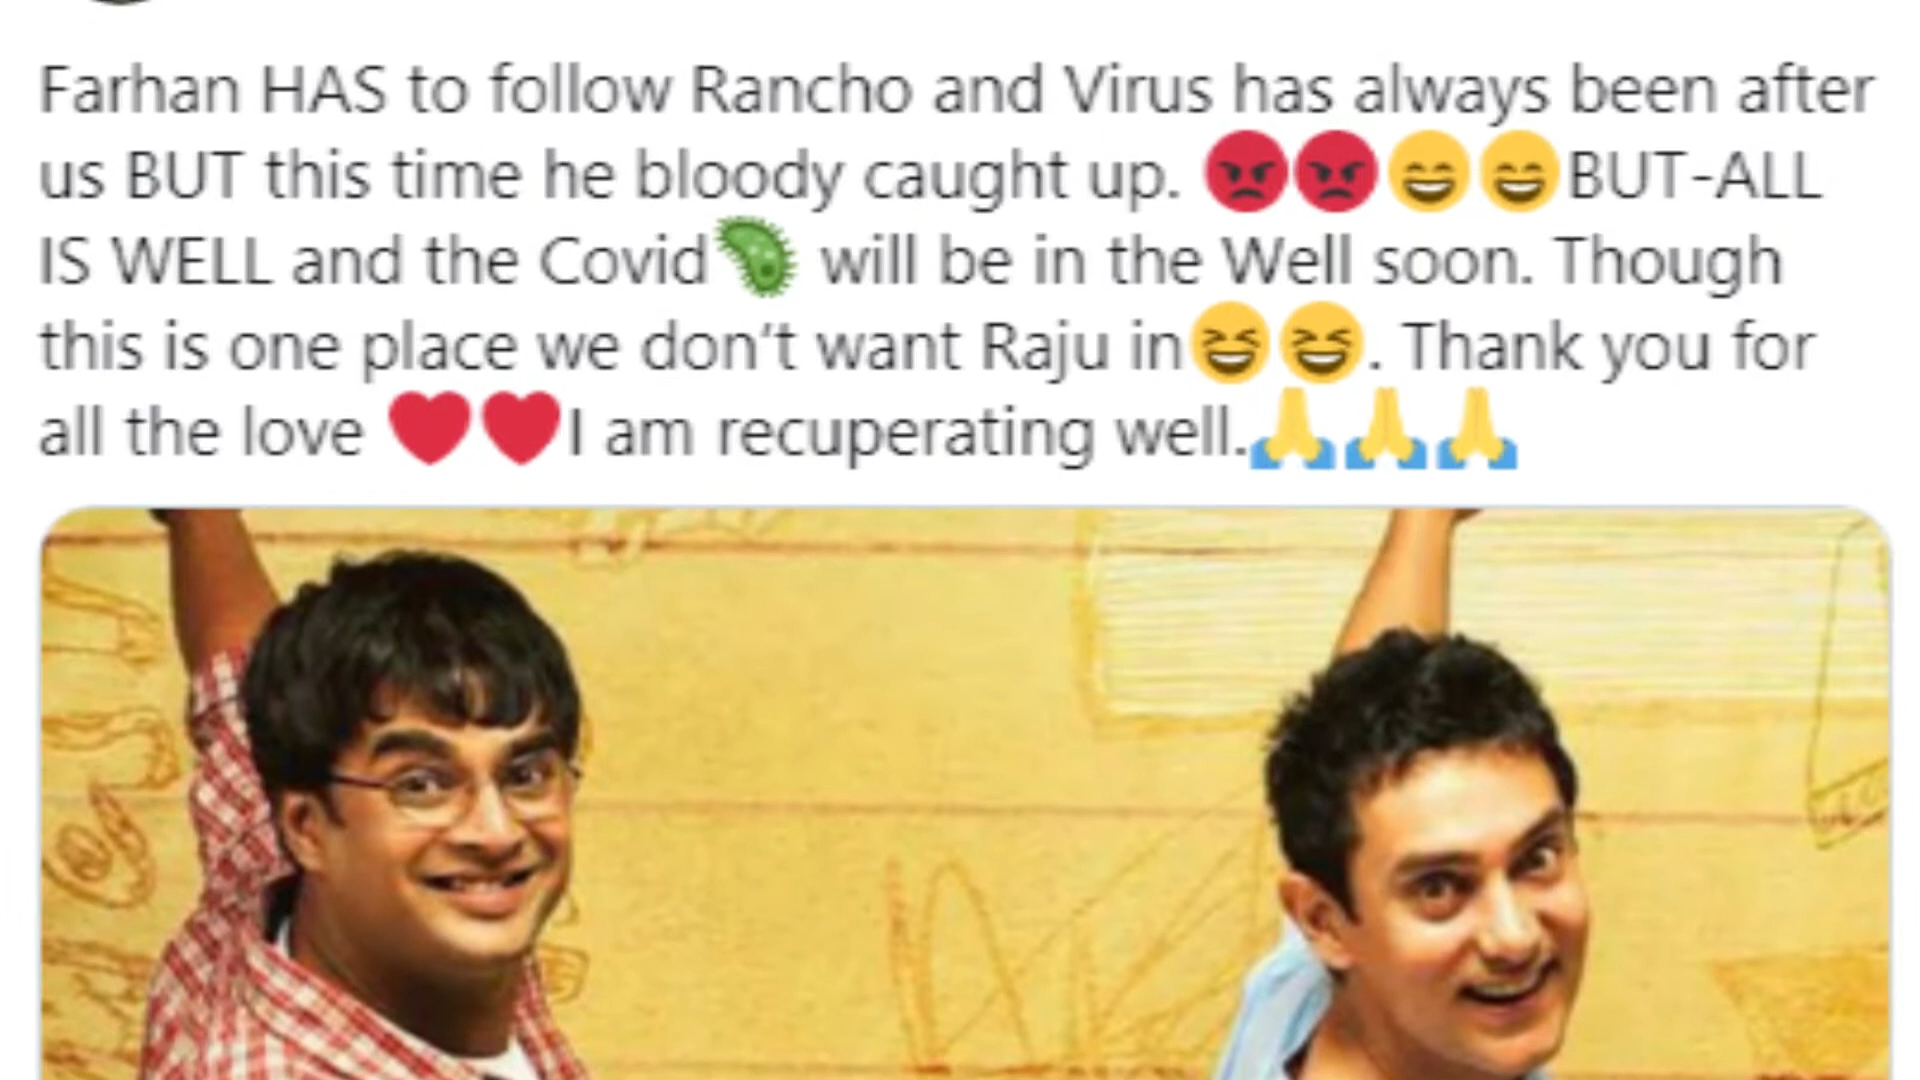 Farhan HAS to follow Rancho and Virus has always been after
us BUT this time he bloody caught up. 😡😡😄😄BUT-ALL
IS WELL and the Covid🦠 will be in the Well soon. Though
this is one place we don’t want Raju in😆😆. Thank you for
all the love ❤️❤️I am recuperating well.🙏🙏🙏